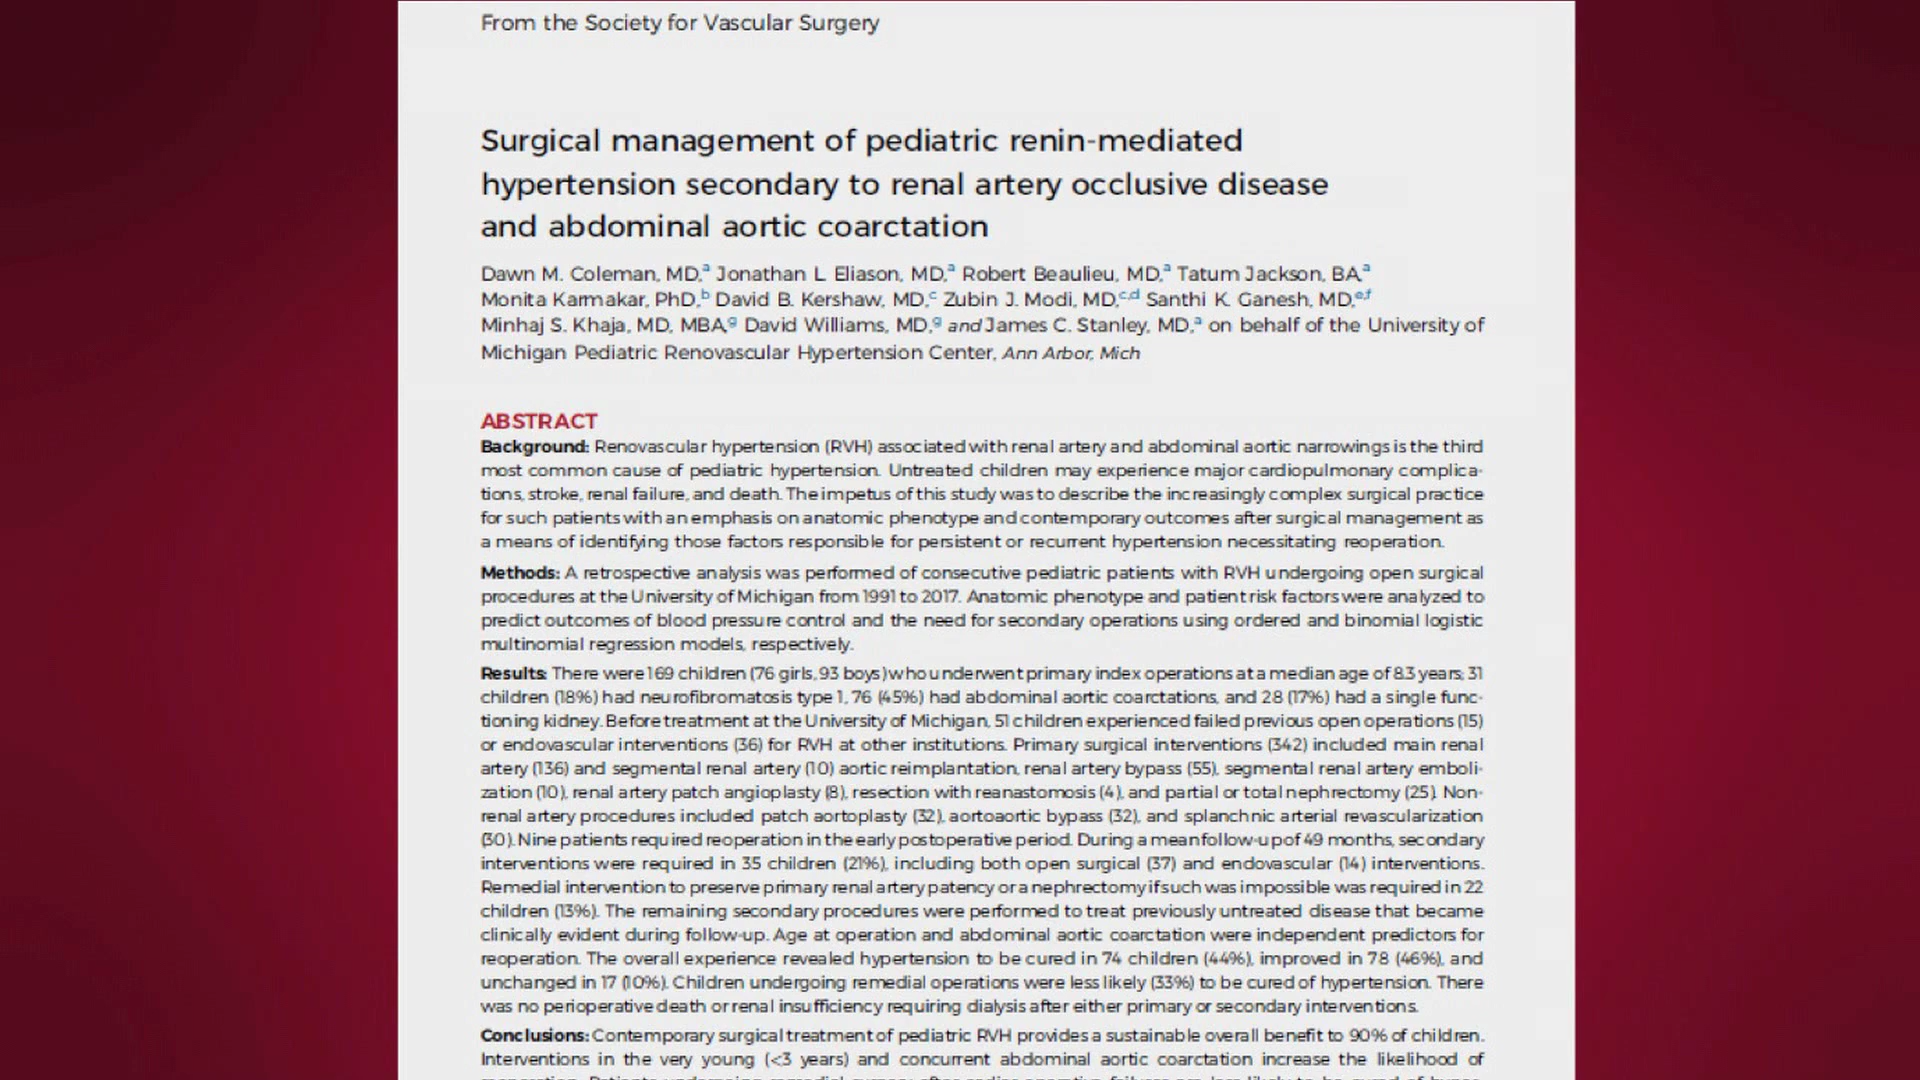 From the Society for Vascular Surgery
Surgical management of pediatric renin-mediated
hypertension secondary to renal artery occlusive disease
and abdominal aortic coarctation
Dawn M. Coleman, MD,a Jonathan L Eliason, MD,a Robert Beaulieu, MD,a Tatum Jackson, BA,a
Monita Karmakar, PhD,b David B. Kershaw, MD,c Zubin J. Modi, MD,c,d Santhi K. Ganesh, MD,e,f
Minhaj S. Khaja, MD, MBA,g David Williams, MD,g and James C. Stanley, MD,a on behalf of the University of
Michigan Pediatric Renovascular Hypertension Center, Ann Arbor, Mich
ABSTRACT
Background: Renovascular hypertension (RVH) associated with renal artery and abdominal aortic narrowings is the third
most common cause of pediatric hypertension. Untreated children may experience major cardiopulmonary complica-
tions, stroke, renal failure, and death. The impetus of this study was to describe the increasingly complex surgical practice
for such patients with an emphasis on anatomic phenotype and contemporary outcomes after surgical management as
a means of identifying those factors responsible for persistent or recurrent hypertension necessitating reoperation.
Methods: A retrospective analysis was performed of consecutive pediatric patients with RVH undergoing open surgical
procedures at the University of Michigan from 1991 to 2017. Anatomic phenotype and patient risk factors were analyzed to
predict outcomes of blood pressure control and the need for secondary operations using ordered and binomial logistic
multinomial regression models, respectively.
Results: There were 169 children (76 girls, 93 boys) who underwent primary index operations at a median age of 8.3 years; 31
children (18%) had neurofibromatosis type 1, 76 (45%) had abdominal aortic coarctations, and 28 (17%) had a single func-
tioning kidney. Before treatment at the University of Michigan, 51 children experienced failed previous open operations (15)
or endovascular interventions (36) for RVH at other institutions. Primary surgical interventions (342) included main renal
artery (136) and segmental renal artery (10) aortic reimplantation, renal artery bypass (55), segmental renal artery emboli-
zation (10), renal artery patch angioplasty (8), resection with reanastomosis (4), and partial or total nephrectomy (25). Non-
renal artery procedures included patch aortoplasty (32), aortoaortic bypass (32), and splanchnic arterial revascularization
(30). Nine patients required reoperation in the early postoperative period. During a mean follow-up of 49 months, secondary
interventions were required in 35 children (21%), including both open surgical (37) and endovascular (14) interventions.
Remedial intervention to preserve primary renal artery patency or a nephrectomy if such was impossible was required in 22
children (13%). The remaining secondary procedures were performed to treat previously untreated disease that became
clinically evident during follow-up. Age at operation and abdominal aortic coarctation were independent predictors for
reoperation. The overall experience revealed hypertension to be cured in 74 children (44%), improved in 78 (46%), and
unchanged in 17 (10%). Children undergoing remedial operations were less likely (33%) to be cured of hypertension. There
was no perioperative death or renal insufficiency requiring dialysis after either primary or secondary interventions.
Conclusions: Contemporary surgical treatment of pediatric RVH provides a sustainable overall benefit to 90% of children.
Interventions in the very young (<3 years) and concurrent abdominal aortic coarctation increase the likelihood of